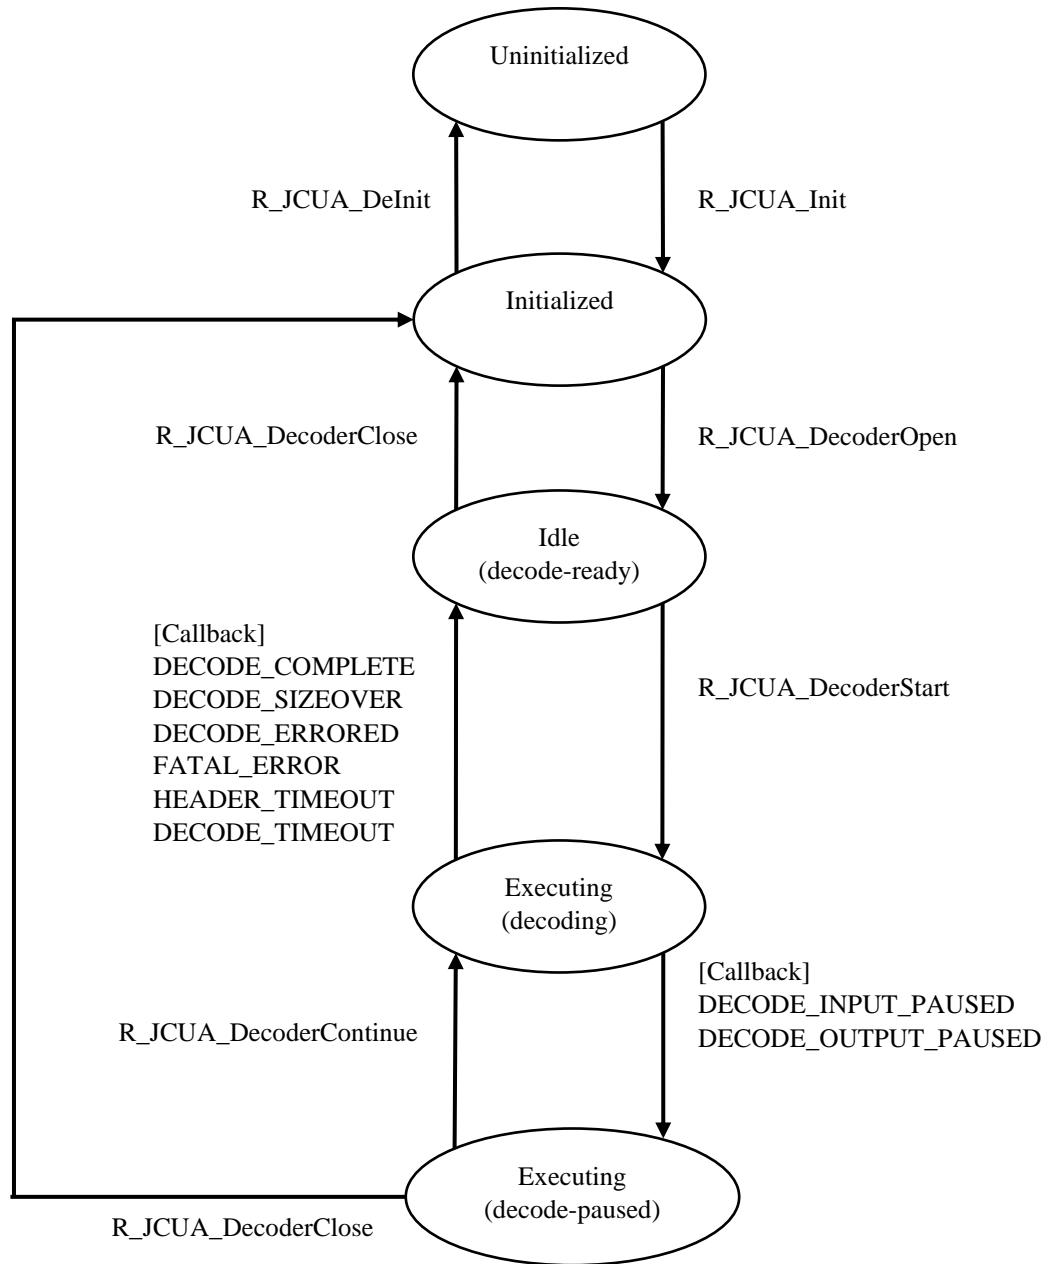 Uninitialized
R_JCUA_DeInit
R_JCUA_Init
Initialized
R_JCUA_DecoderClose
R_JCUA_DecoderOpen
Idle
(decode-ready)
[Callback]
DECODE_COMPLETE
DECODE_SIZEOVER
DECODE_ERRORED
FATAL_ERROR
HEADER_TIMEOUT
DECODE_TIMEOUT
R_JCUA_DecoderStart
Executing
(decoding)
[Callback]
DECODE_INPUT_PAUSED
DECODE_OUTPUT_PAUSED
R_JCUA_DecoderContinue
Executing
(decode-paused)
R_JCUA_DecoderClose